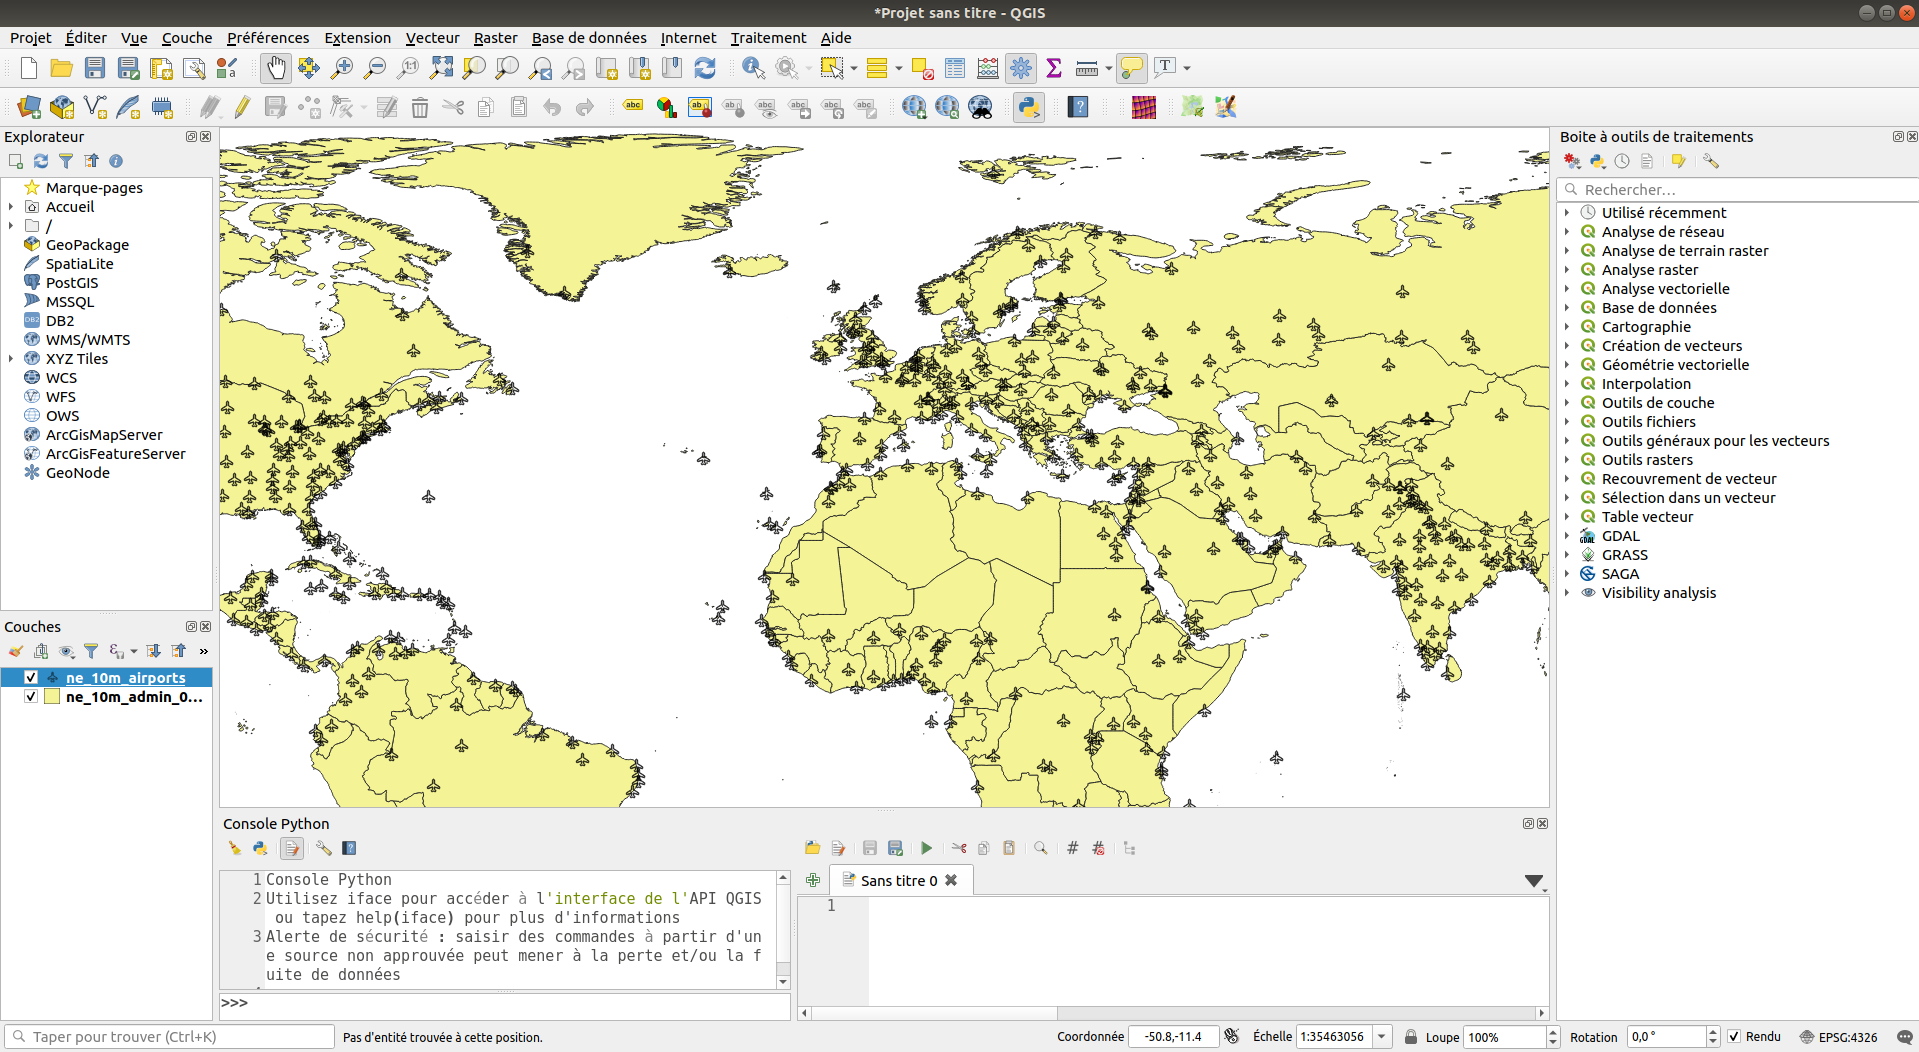 *Projet sans titre - QGIS
Projet Éditer Vue Couche Préférences Extension Vecteur Raster Base de données Internet Traitement Aide
Explorateur
Marque-pages
Accueil
/
GeoPackage
SpatiaLite
PostGIS
MSSQL
DB2
WMS/WMTS
XYZ Tiles
WCS
WFS
OWS
ArcGisMapServer
ArcGisFeatureServer
GeoNode
Couches
ne_10m_airports
ne_10m_admin_0...
Console Python
1 Console Python
2 Utilisez iface pour accéder à l'interface de l'API QGIS
ou tapez help(iface) pour plus d'informations
3 Alerte de sécurité : saisir des commandes à partir d'un
e source non approuvée peut mener à la perte et/ou la f
uite de données
>>>
Sans titre 0
1
Boite à outils de traitements
Rechercher...
Utilisé récemment
Analyse de réseau
Analyse de terrain raster
Analyse raster
Analyse vectorielle
Base de données
Cartographie
Création de vecteurs
Géométrie vectorielle
Interpolation
Outils de couche
Outils fichiers
Outils généraux pour les vecteurs
Outils rasters
Recouvrement de vecteur
Sélection dans un vecteur
Table vecteur
GDAL
GRASS
SAGA
Visibility analysis
Taper pour trouver (Ctrl+K) Pas d'entité trouvée à cette position. Coordonnée -50.8,-11.4 Échelle 1:35463056 Loupe 100% Rotation 0,0 ° Rendu EPSG:4326